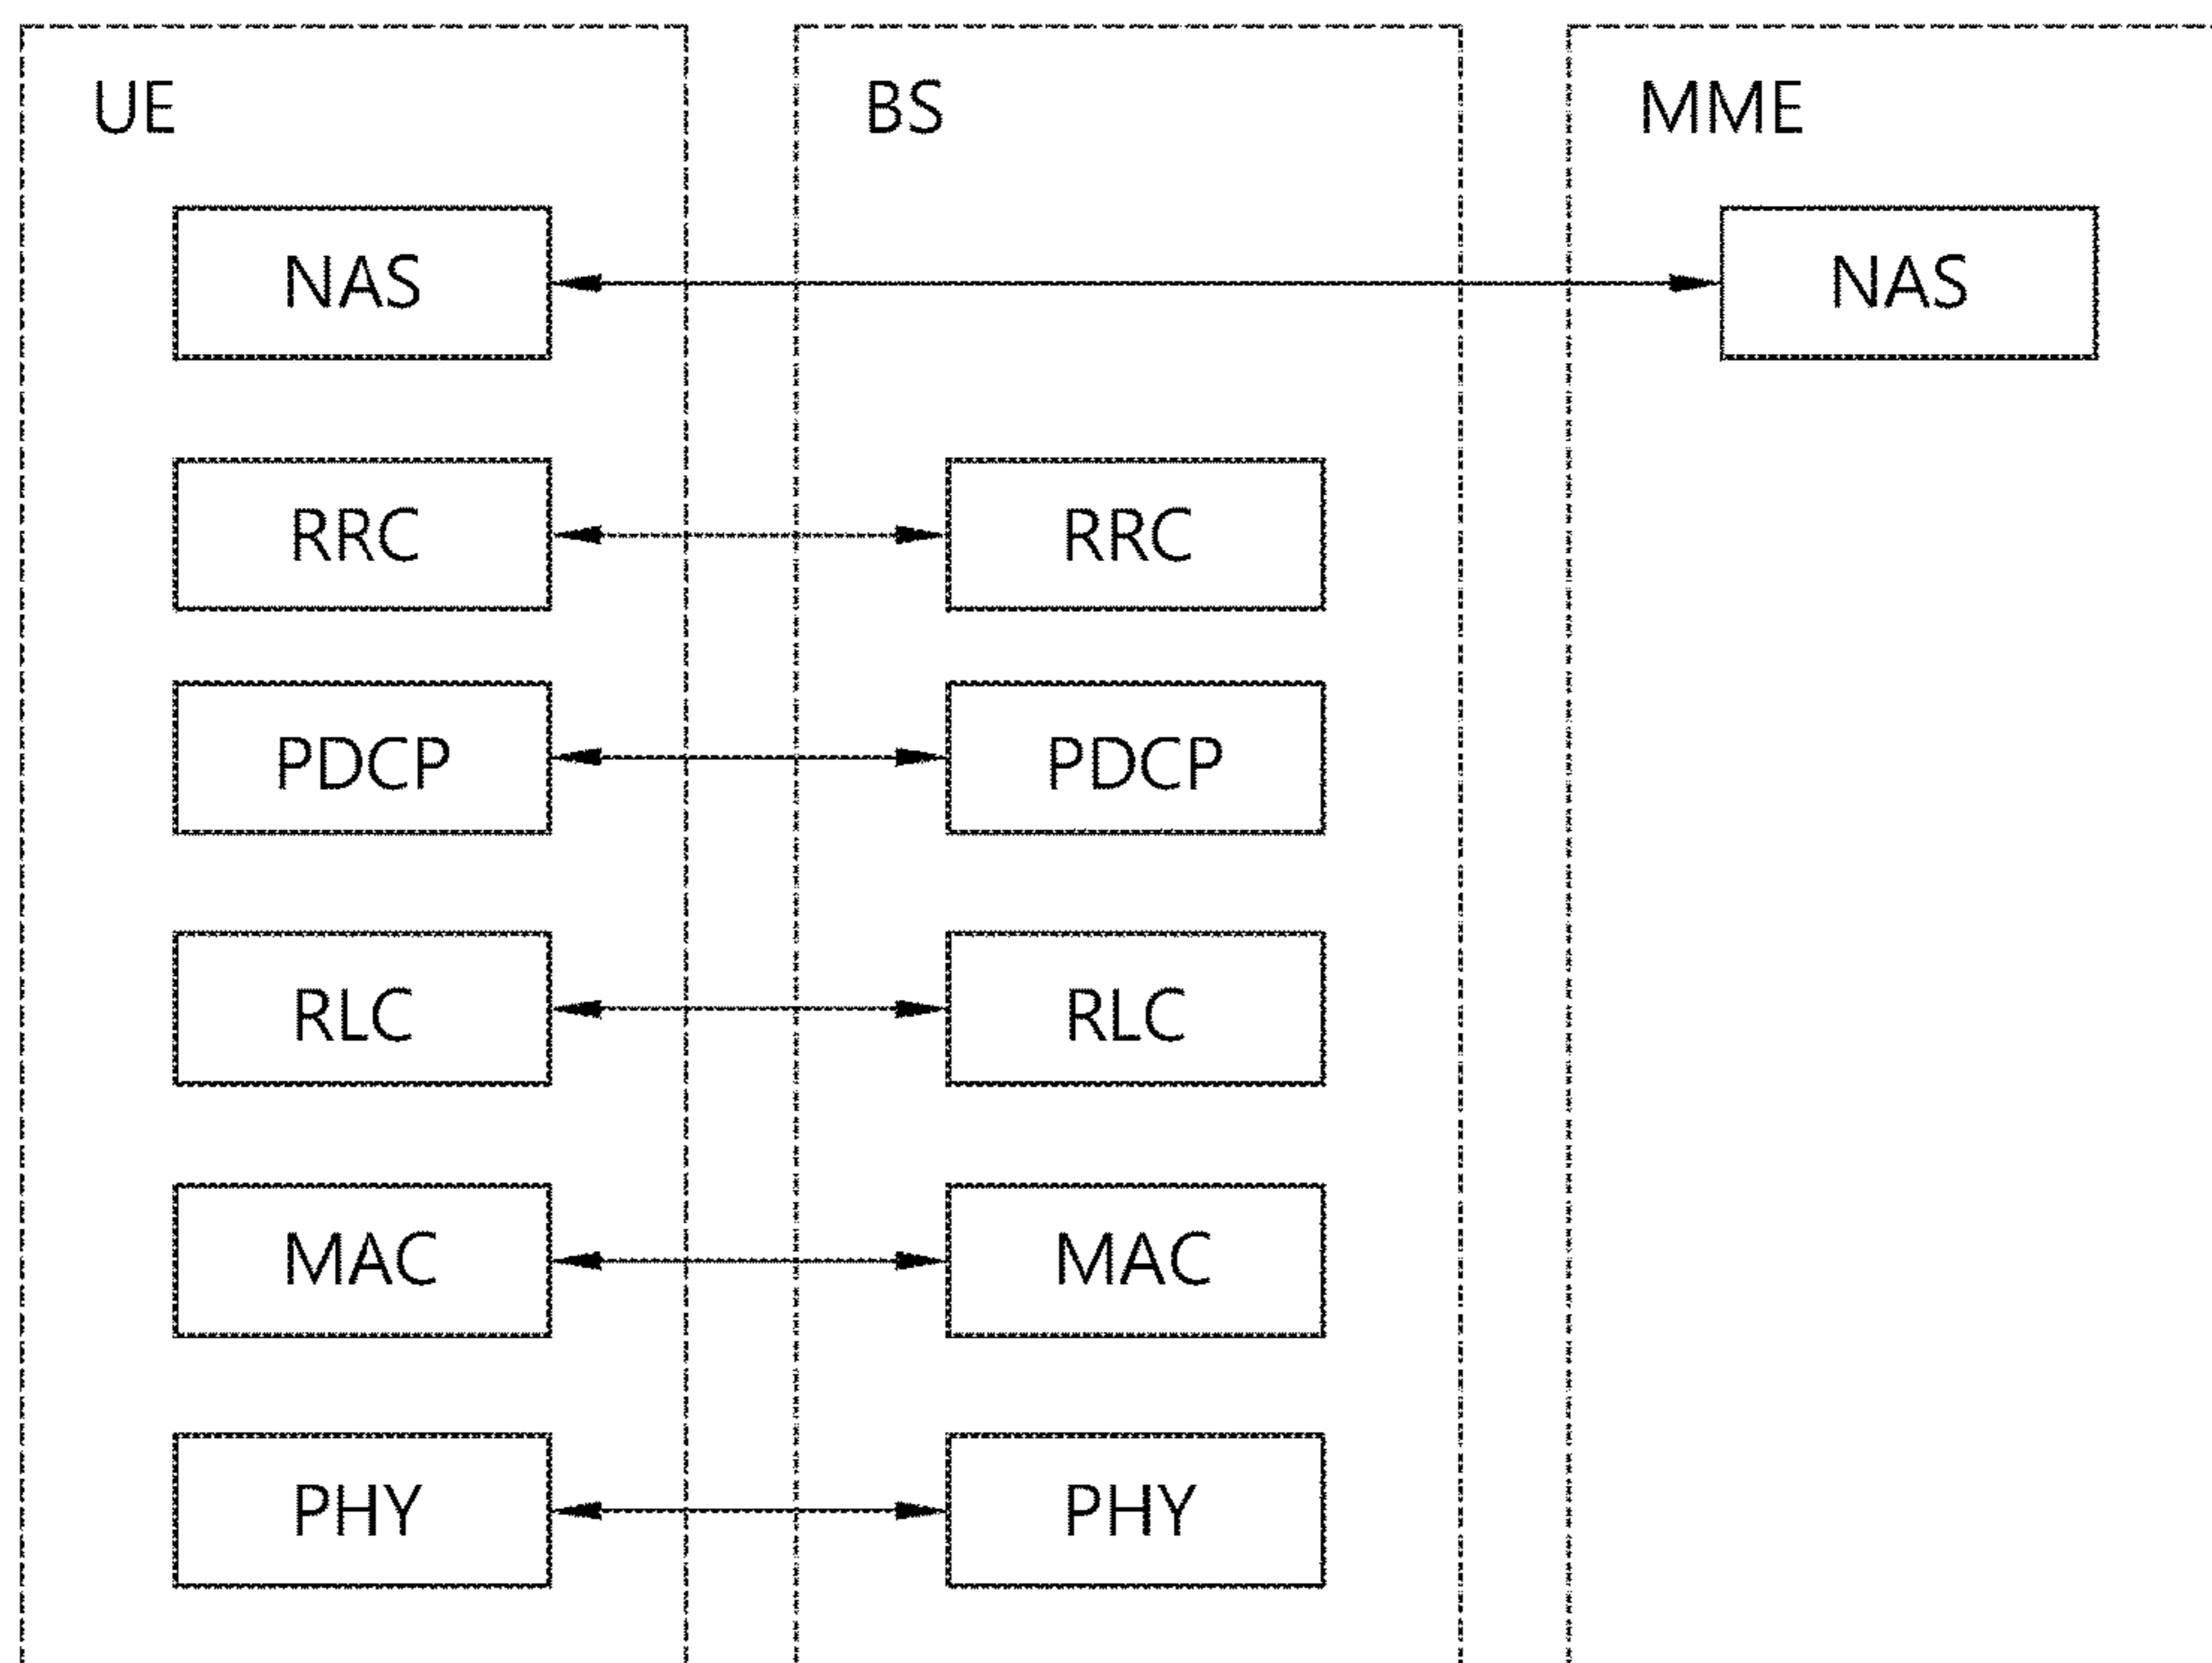 UE BS MME
NAS NAS
RRC RRC
PDCP PDCP
RLC RLC
MAC MAC
PHY PHY